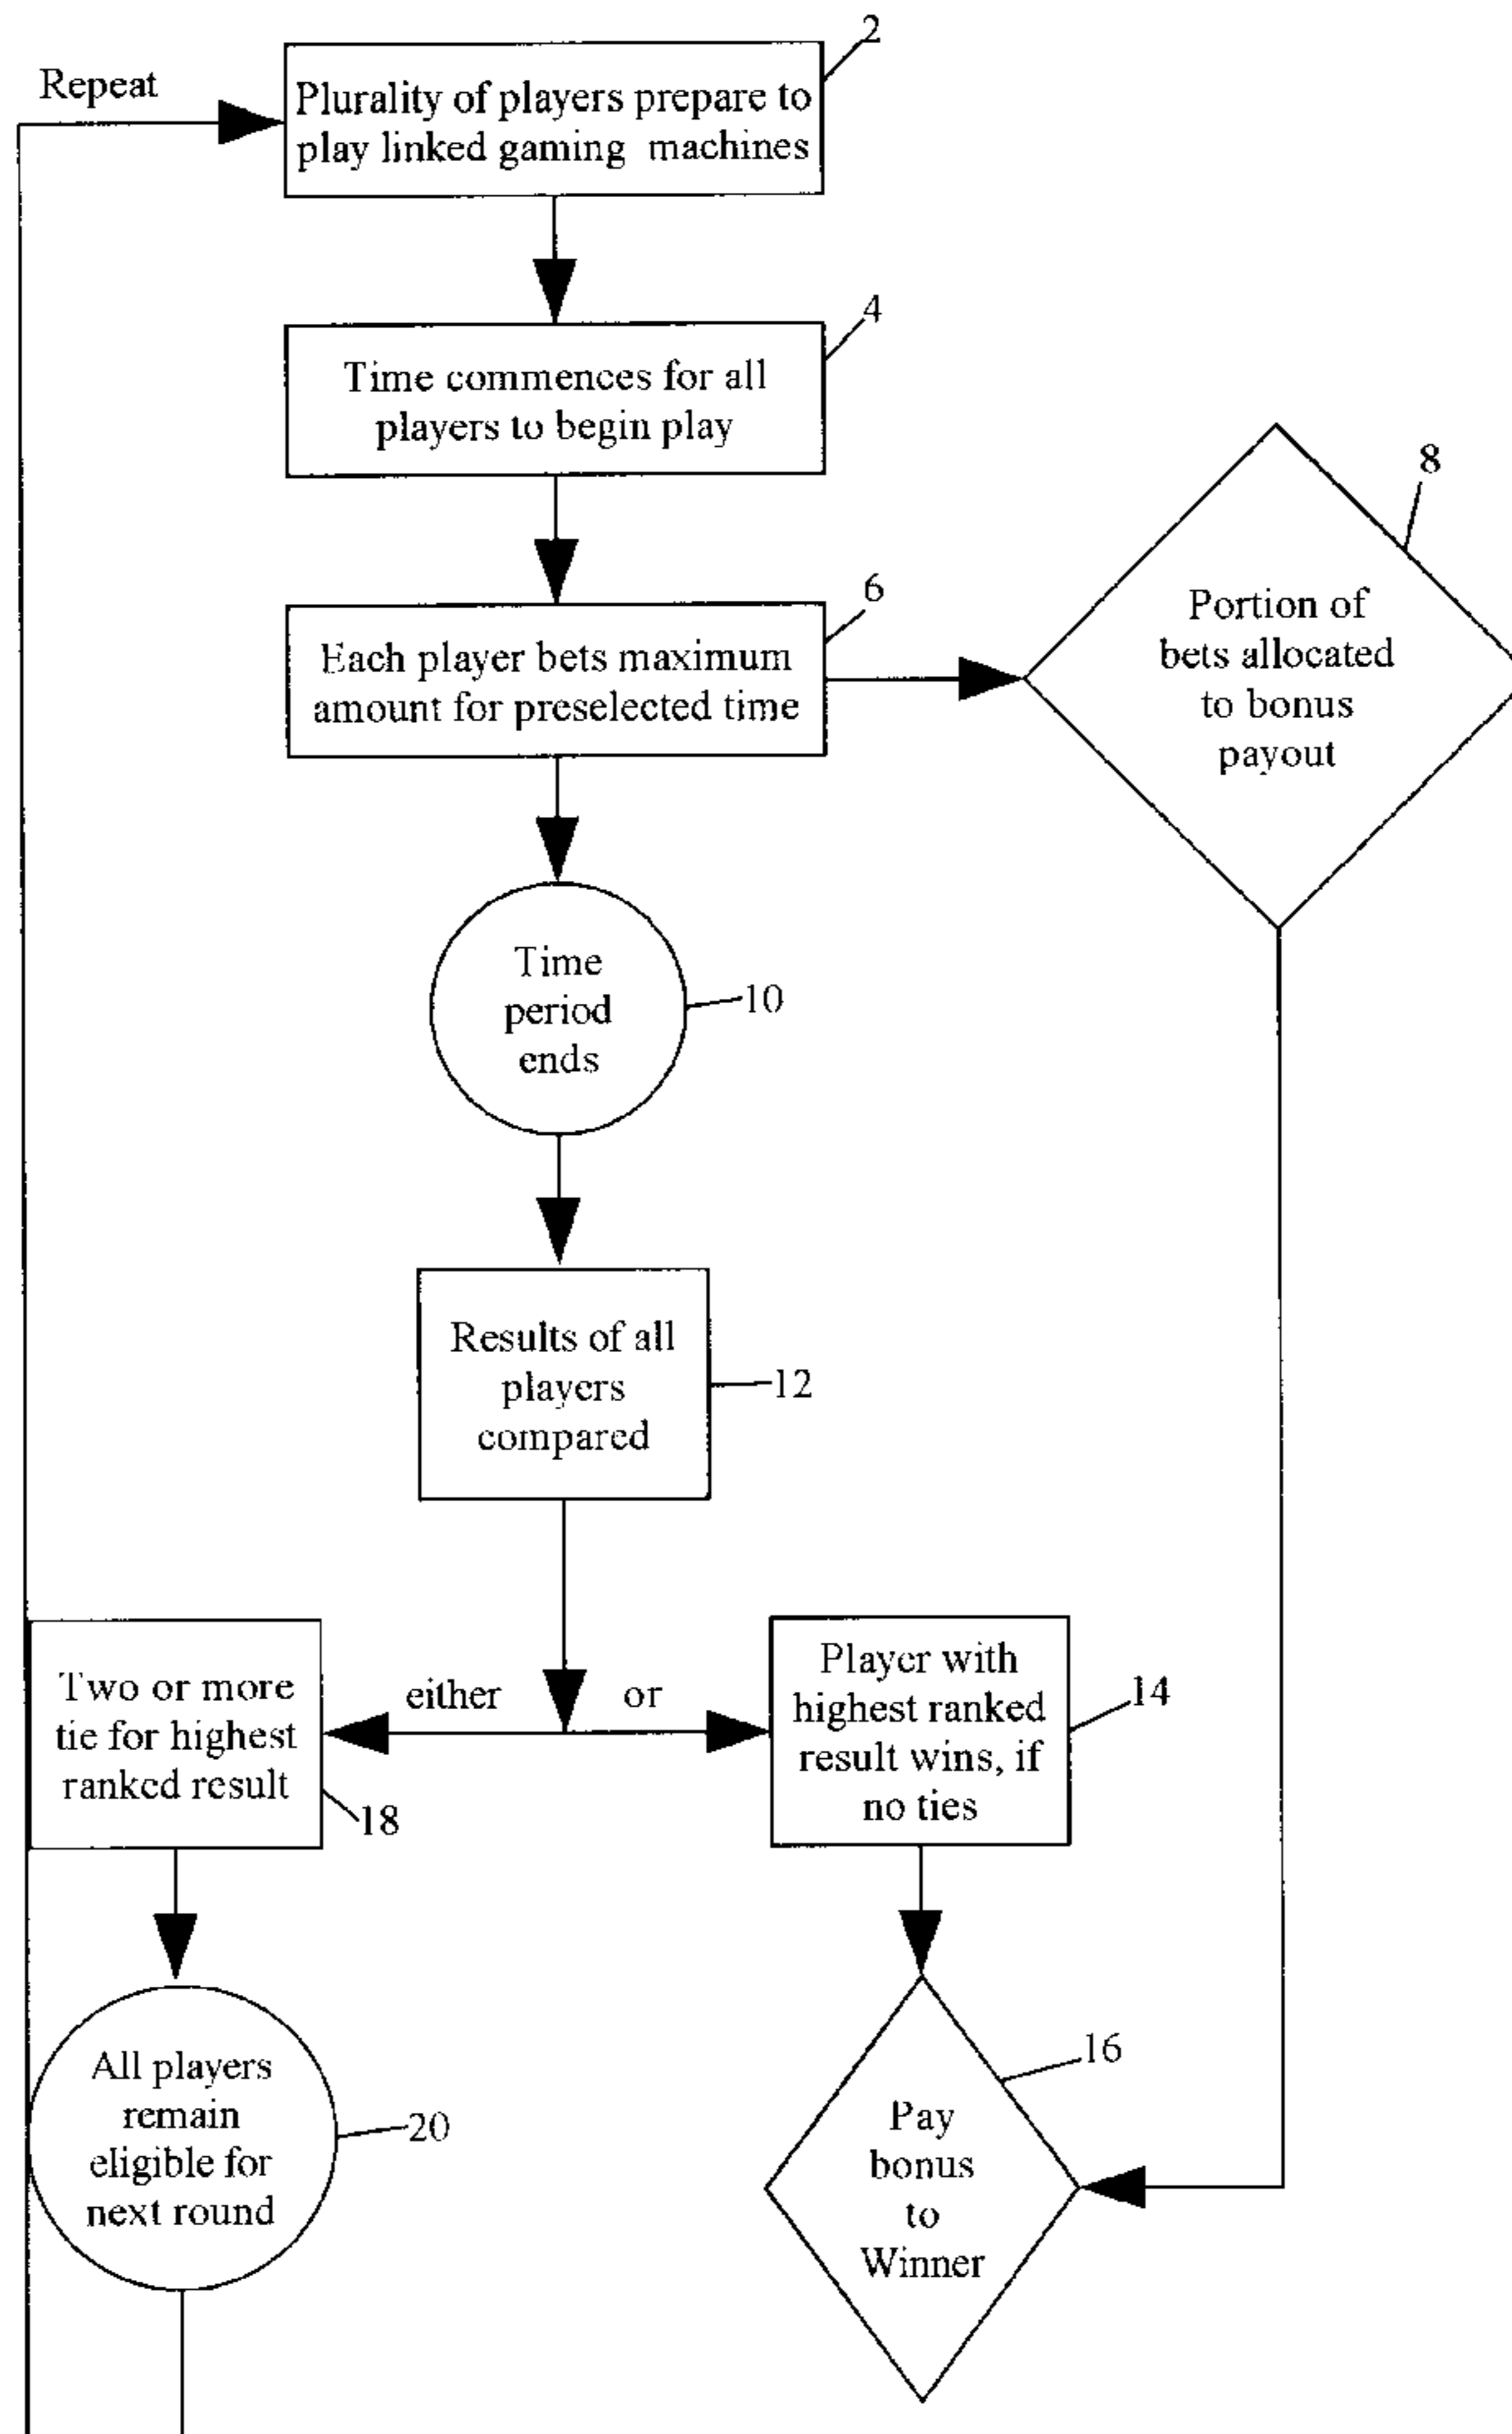 2
Repeat
Plurality of players prepare to
play linked gaming machines
4
Time commences for all
players to begin play
8
6
Each player bets maximum
amount for preselected time
Portion of
bets allocated
to bonus
payout
Time
period
ends
10
Results of all
players
compared
12
either
or
Two or more
tie for highest
ranked result
18
Player with
highest ranked
result wins, if
no ties
14
All players
remain
eligible for
next round
20
16
Pay
bonus
to
Winner